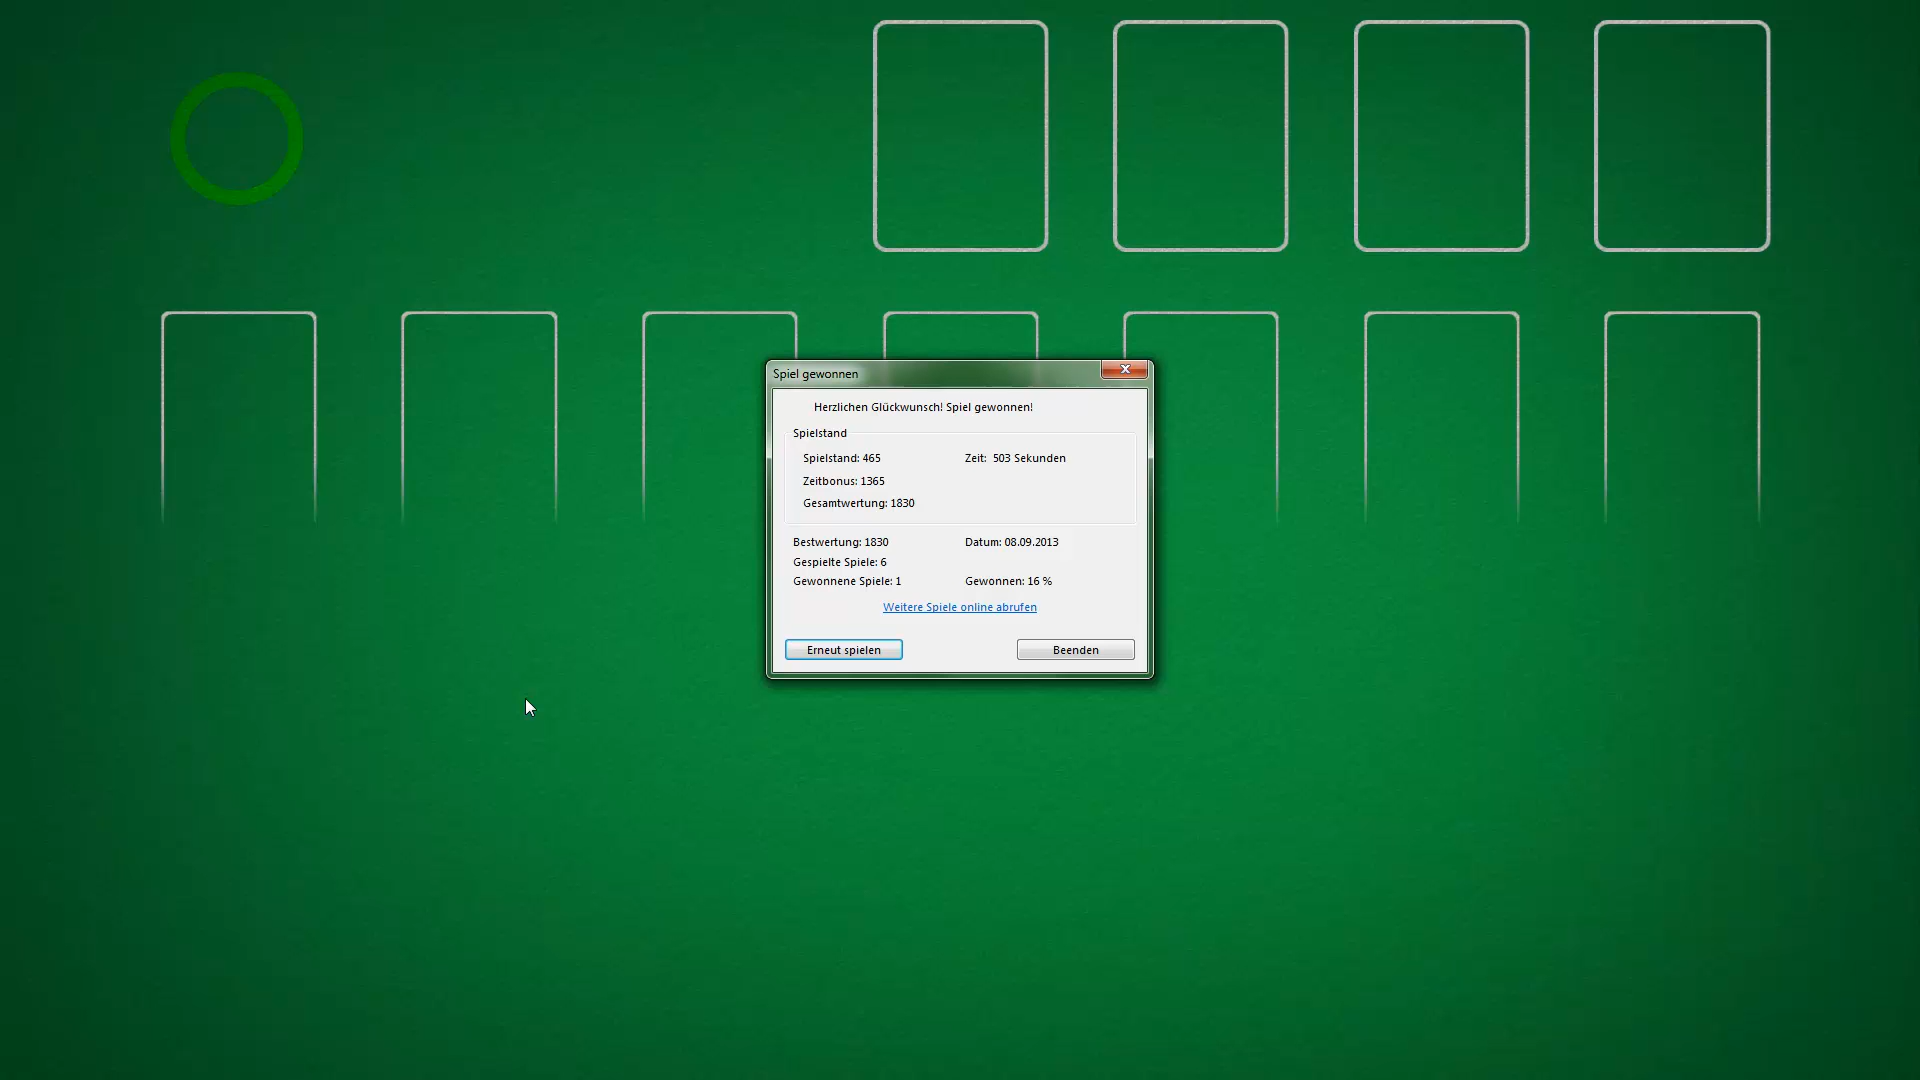 Spiel gewonnen
Herzlichen Glückwunsch! Spiel gewonnen!
Spielstand
Spielstand: 465 Zeit: 503 Sekunden
Zeitbonus: 1365
Gesamtwertung: 1830
Bestwertung: 1830 Datum: 08.09.2013
Gespielte Spiele: 6
Gewonnene Spiele: 1 Gewonnen: 16 %
Weitere Spiele online abrufen
Erneut spielen Beenden